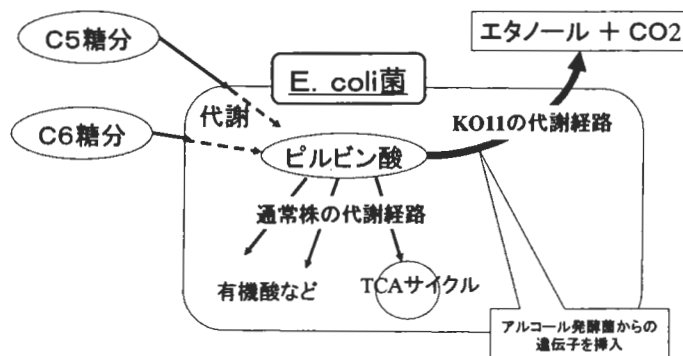 C5糖分
エタノール + CO2
E. coli菌
代謝
C6糖分
KO11の代謝経路
ピルビン酸
通常株の代謝経路
有機酸など
TCAサイクル
アルコール発酵菌からの
遺伝子を挿入